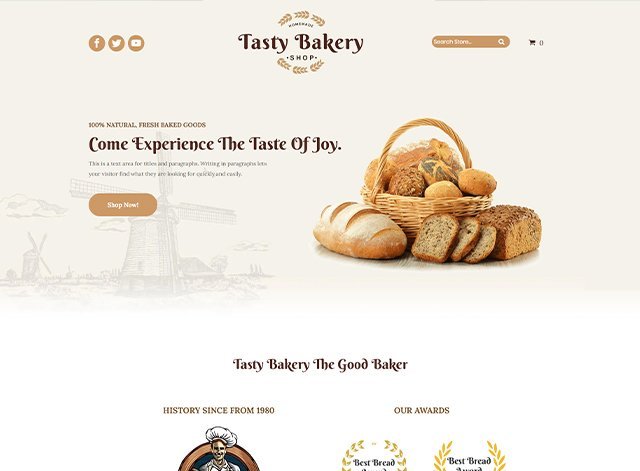 HOMEMADE
Tasty Bakery
•SHOP•
Search Store...
0
100% NATURAL, FRESH BAKED GOODS
Come Experience The Taste Of Joy.
This is a text area for titles and paragraphs. Writing in paragraphs lets
your visitor find what they are looking for quickly and easily.
Shop Now!
Tasty Bakery The Good Baker
HISTORY SINCE FROM 1980
OUR AWARDS
Best Bread
Award
Best Bread
Award